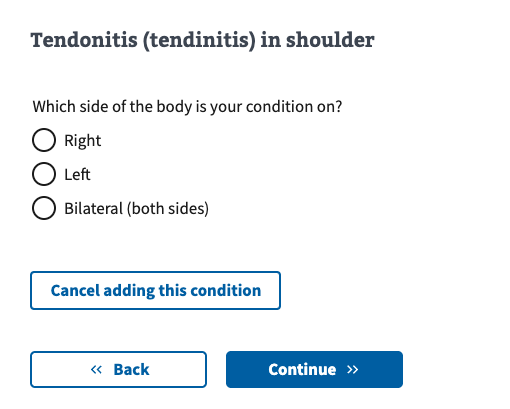 Tendonitis (tendinitis) in shoulder
Which side of the body is your condition on?
Right
Left
Bilateral (both sides)
Cancel adding this condition
« Back
Continue »